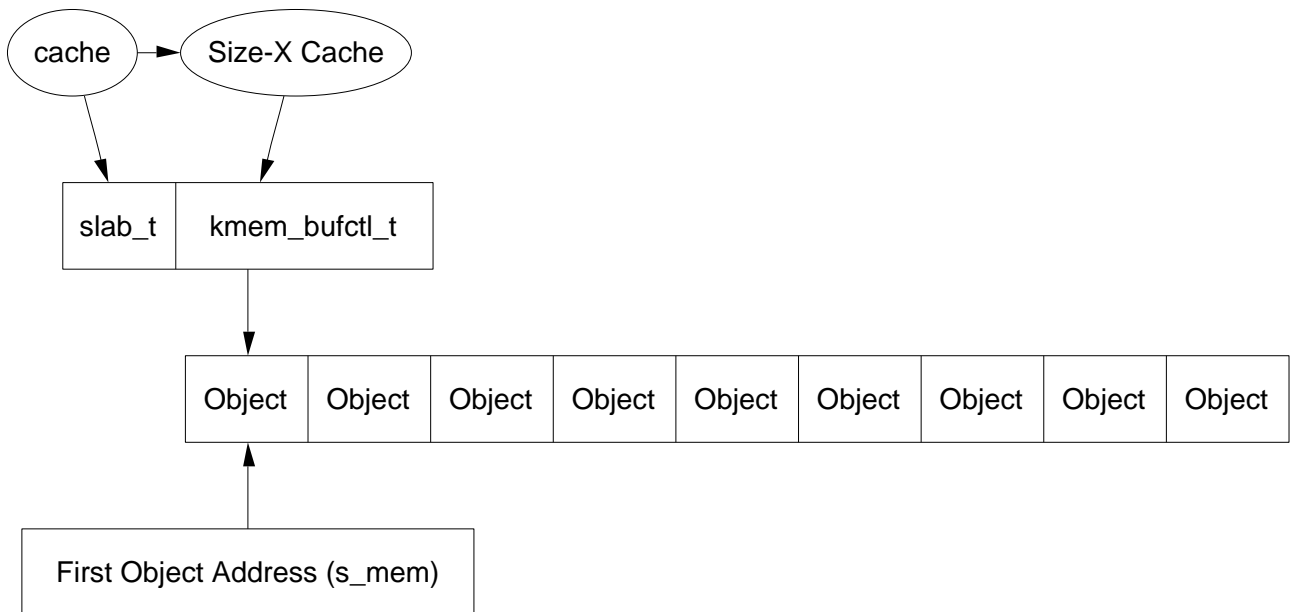 cache Size-X Cache
slab_t kmem_bufctl_t
Object Object Object Object Object Object Object Object Object
First Object Address (s_mem)